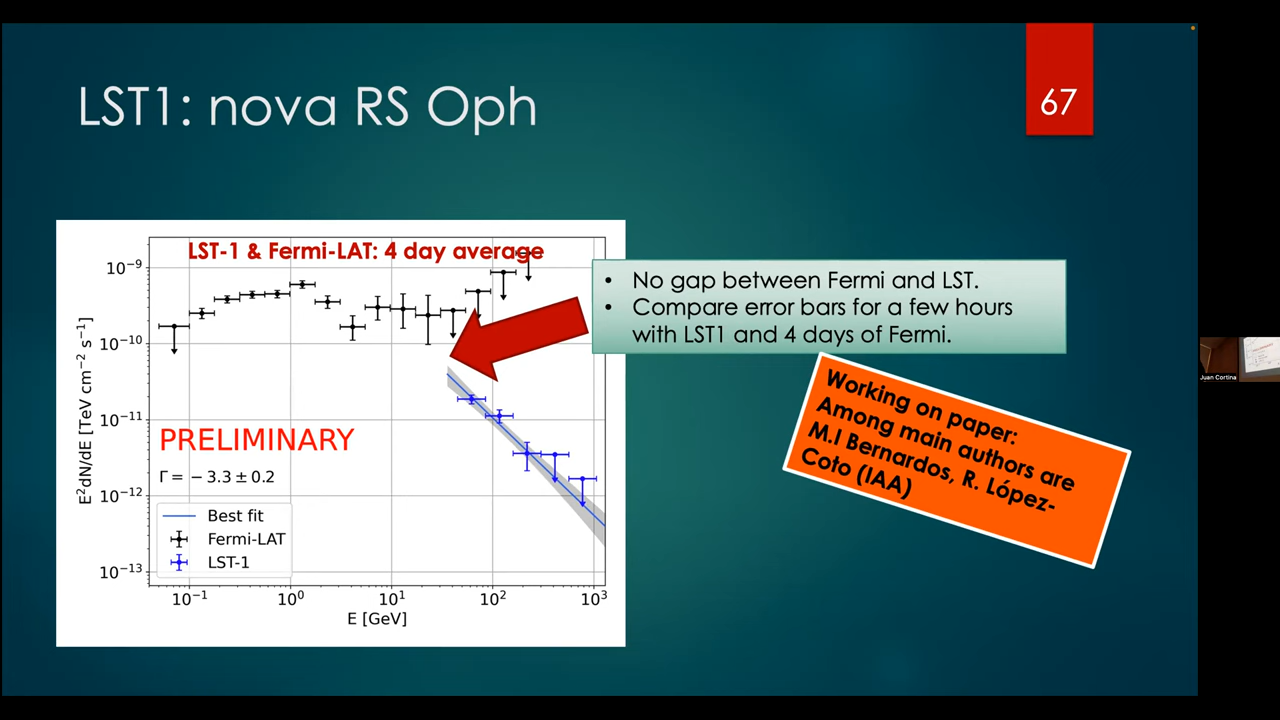 LST1: nova RS Oph
67
LST-1 & Fermi-LAT: 4 day average
10⁻⁹
10⁻¹⁰
10⁻¹¹
10⁻¹²
10⁻¹³
E²dN/dE [TeV cm⁻² s⁻¹]
PRELIMINARY
Γ = − 3.3 ± 0.2
Best fit
Fermi-LAT
LST-1
10⁻¹ 10⁰ 10¹ 10² 10³
E [GeV]
• No gap between Fermi and LST.
• Compare error bars for a few hours
with LST1 and 4 days of Fermi.
Working on paper:
Among main authors are
M.I Bernardos, R. López-
Coto (IAA)
Juan Cortina